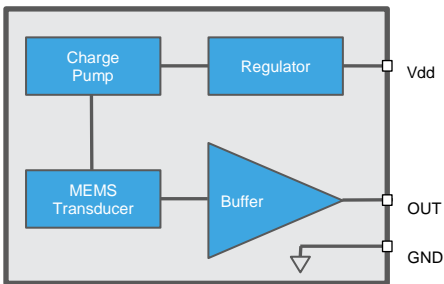 Charge
Pump
Regulator
Vdd
MEMS
Transducer
Buffer
OUT
GND